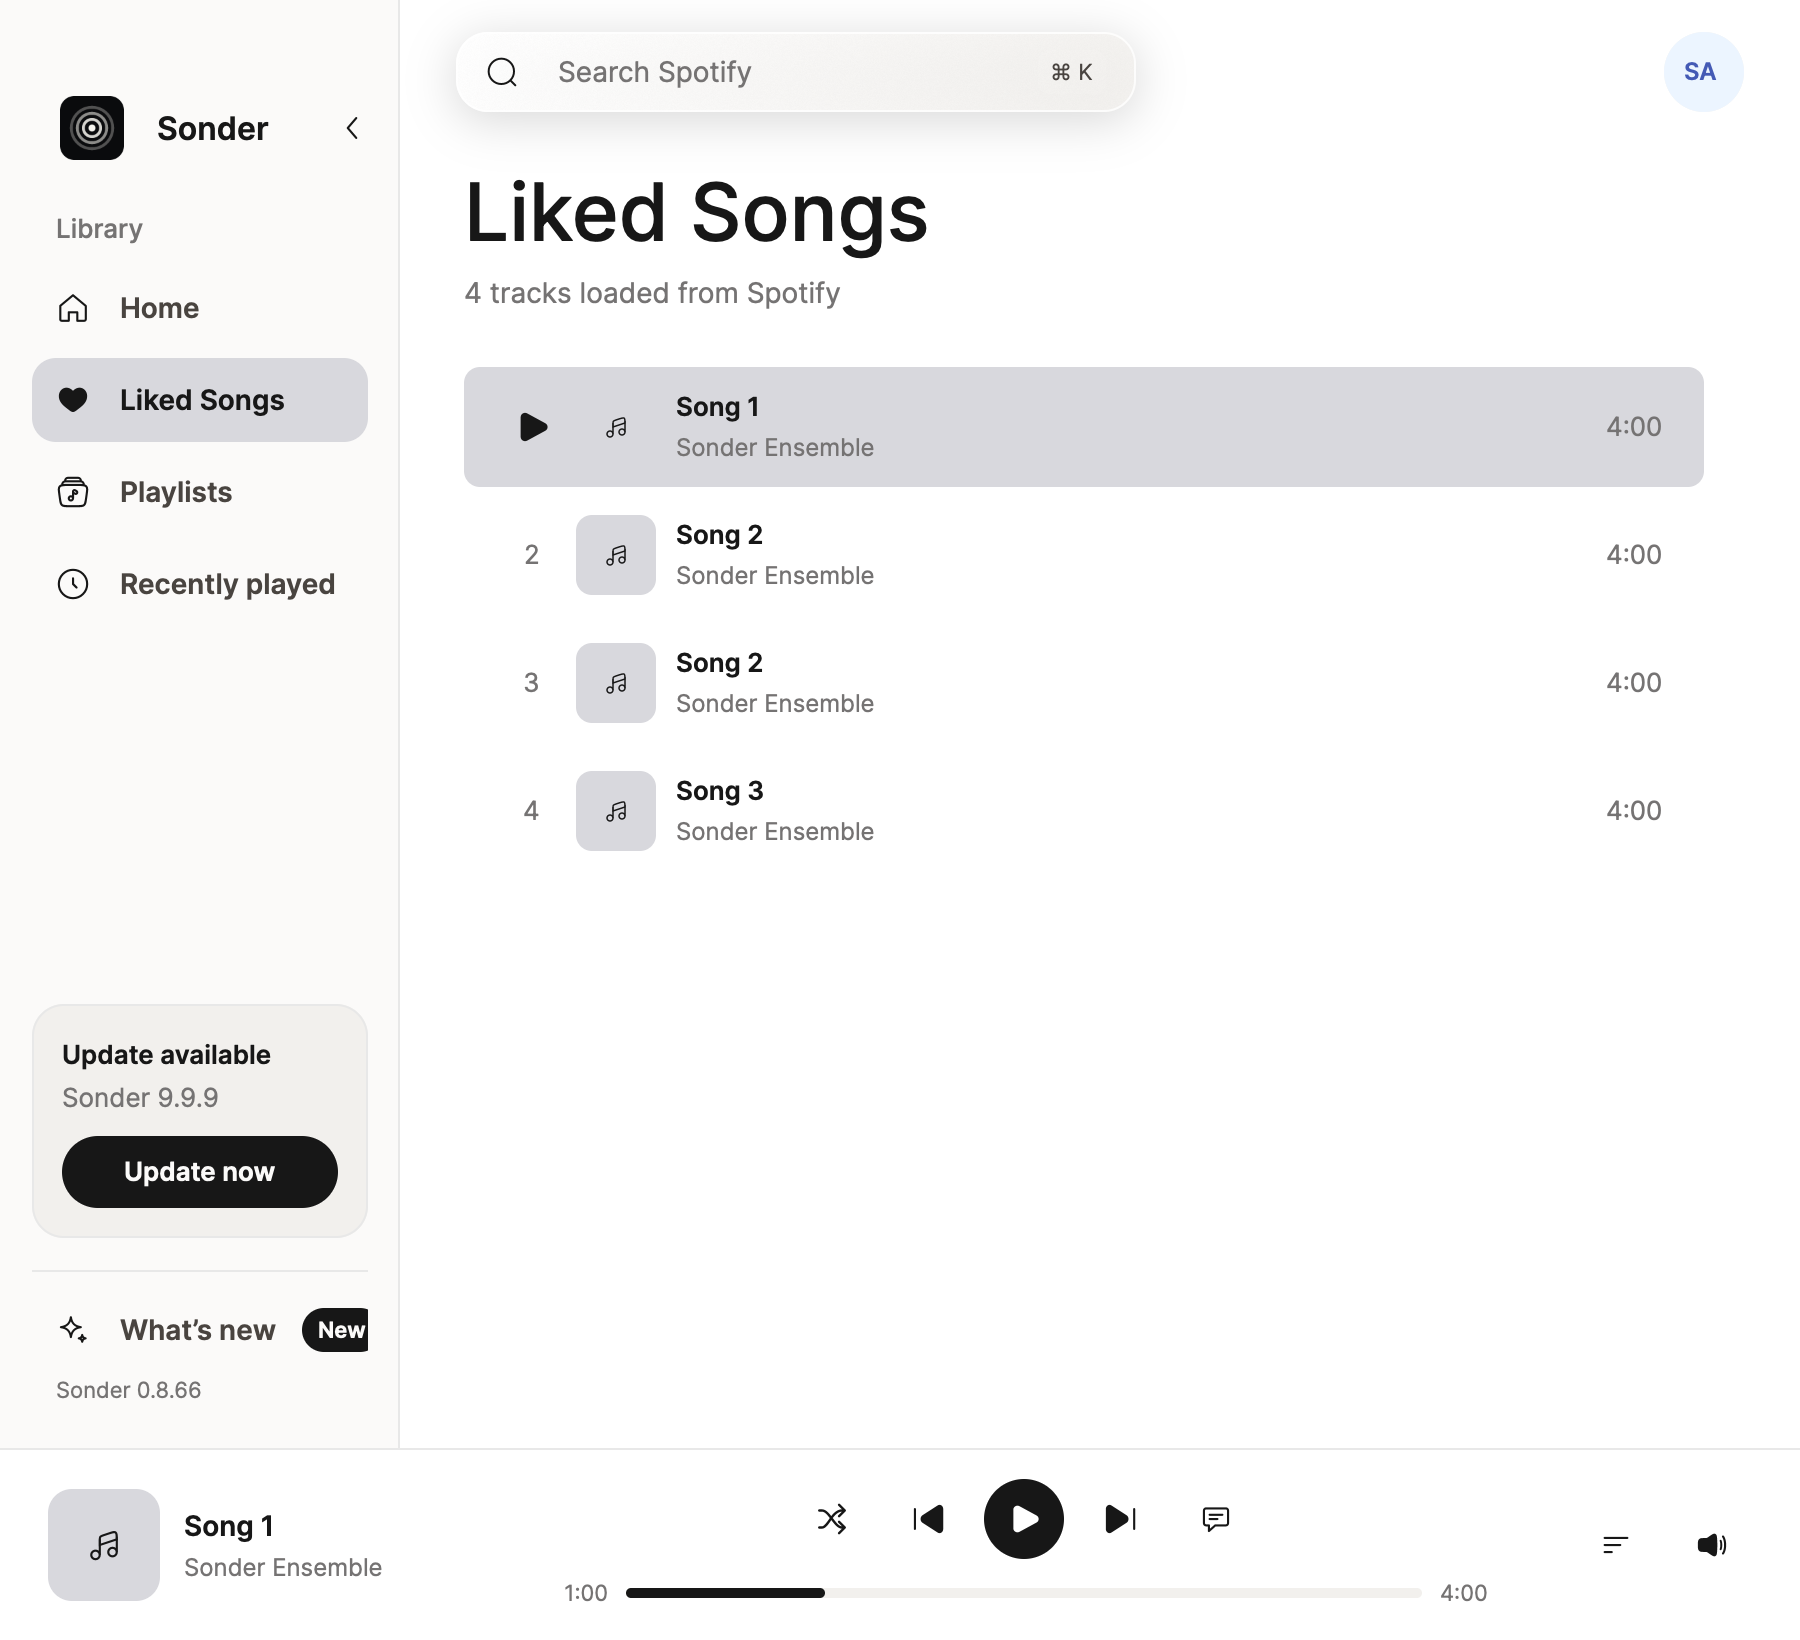 Sonder
Library
Home
Liked Songs
Playlists
Recently played
Update available
Sonder 9.9.9
Update now
What’s new New
Sonder 0.8.66
Search Spotify ⌘ K
SA
Liked Songs
4 tracks loaded from Spotify
Song 1
Sonder Ensemble
4:00
2
Song 2
Sonder Ensemble
4:00
3
Song 2
Sonder Ensemble
4:00
4
Song 3
Sonder Ensemble
4:00
Song 1
Sonder Ensemble
1:00
4:00